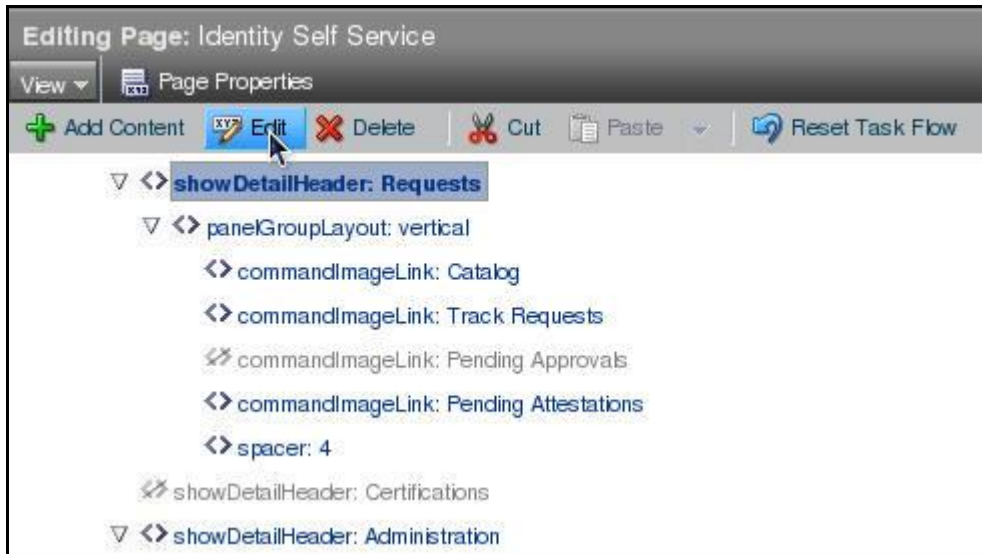 Editing Page: Identity Self Service
View Page Properties
Add Content Edit Delete Cut Paste Reset Task Flow
showDetailHeader: Requests
panelGroupLayout: vertical
commandImageLink: Catalog
commandImageLink: Track Requests
commandImageLink: Pending Approvals
commandImageLink: Pending Attestations
spacer: 4
showDetailHeader: Certifications
showDetailHeader: Administration